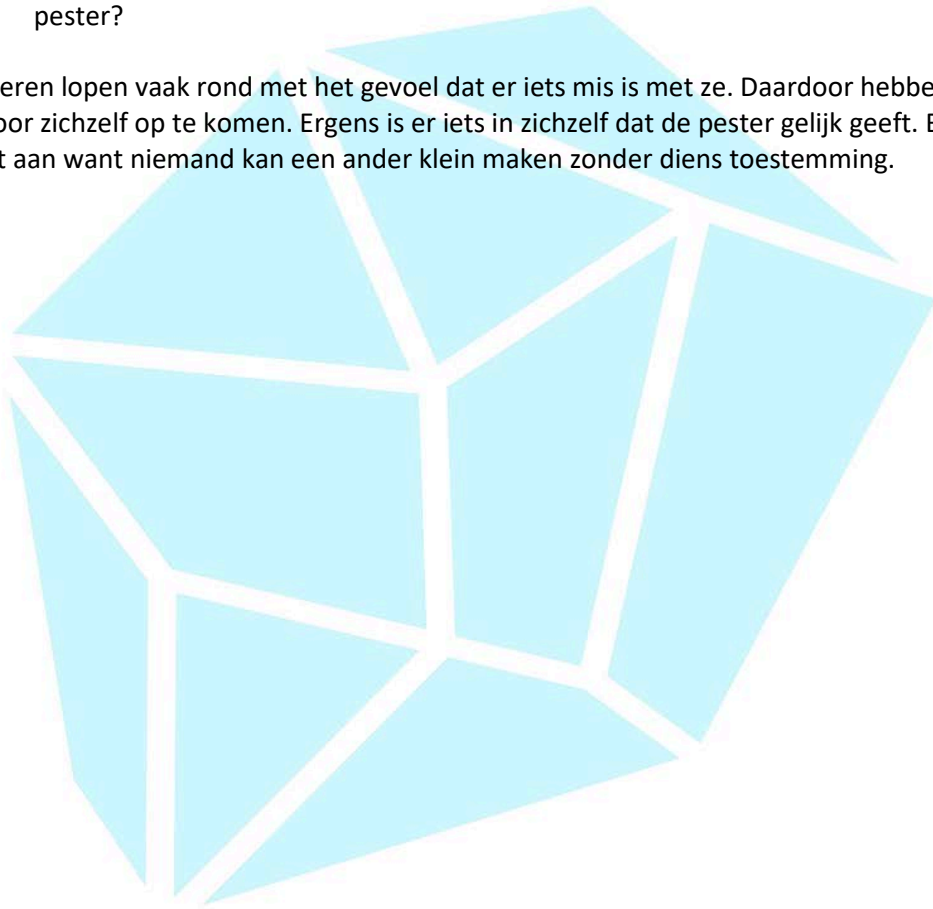 pester?
eren lopen vaak rond met het gevoel dat er iets mis is met ze. Daardoor hebbe
oor zichzelf op te komen. Ergens is er iets in zichzelf dat de pester gelijk geeft. E
t aan want niemand kan een ander klein maken zonder diens toestemming.